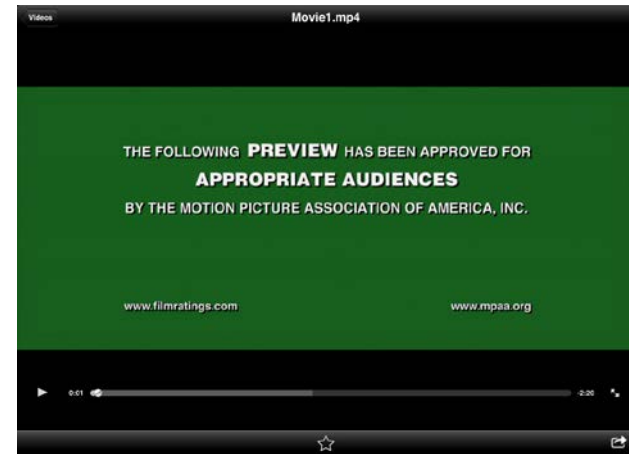 Videos
Movie1.mp4
THE FOLLOWING PREVIEW HAS BEEN APPROVED FOR
APPROPRIATE AUDIENCES
BY THE MOTION PICTURE ASSOCIATION OF AMERICA, INC.
www.filmratings.com www.mpaa.org
0:01 -2:20